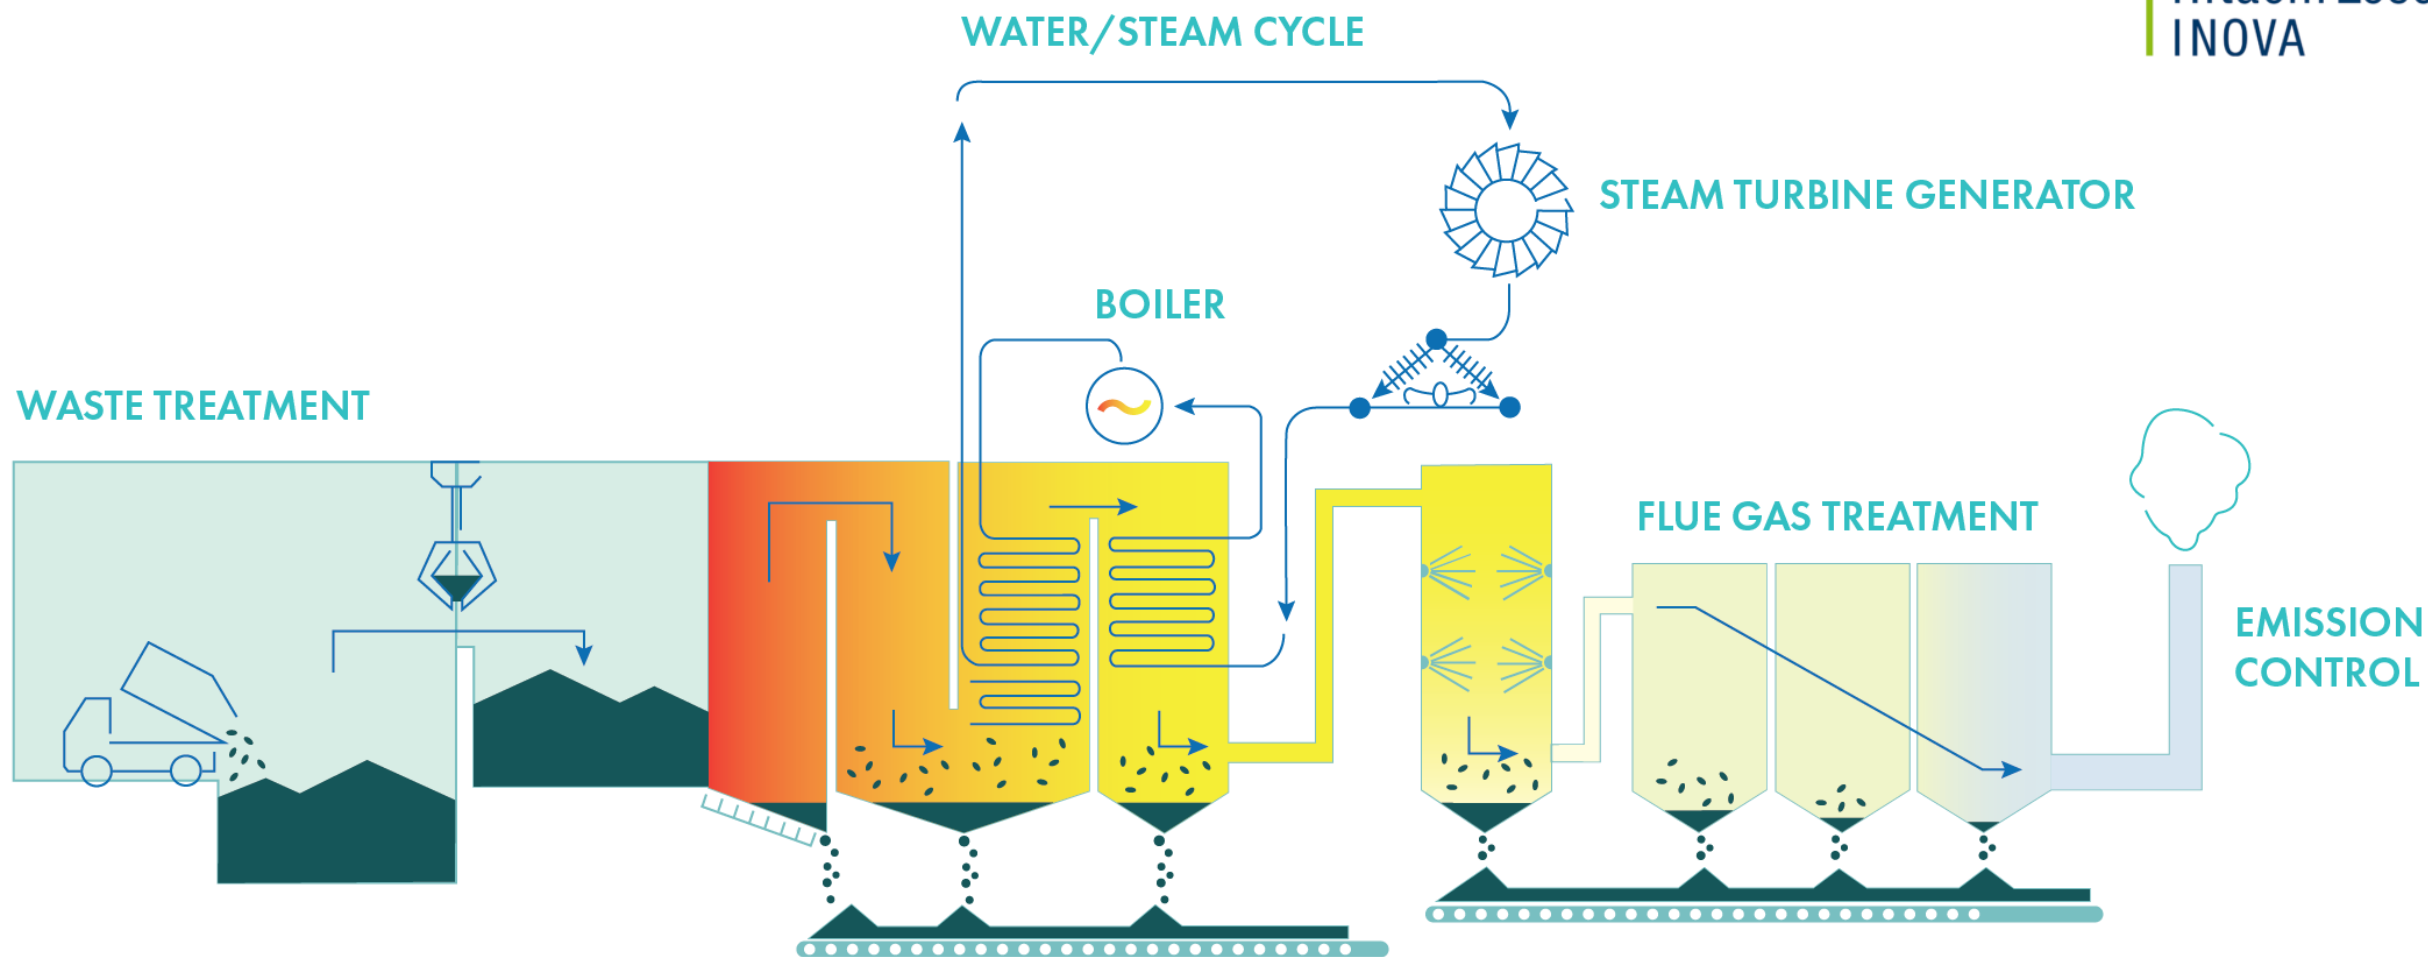 INOVA
WATER/STEAM CYCLE
STEAM TURBINE GENERATOR
BOILER
WASTE TREATMENT
FLUE GAS TREATMENT
EMISSION
CONTROL